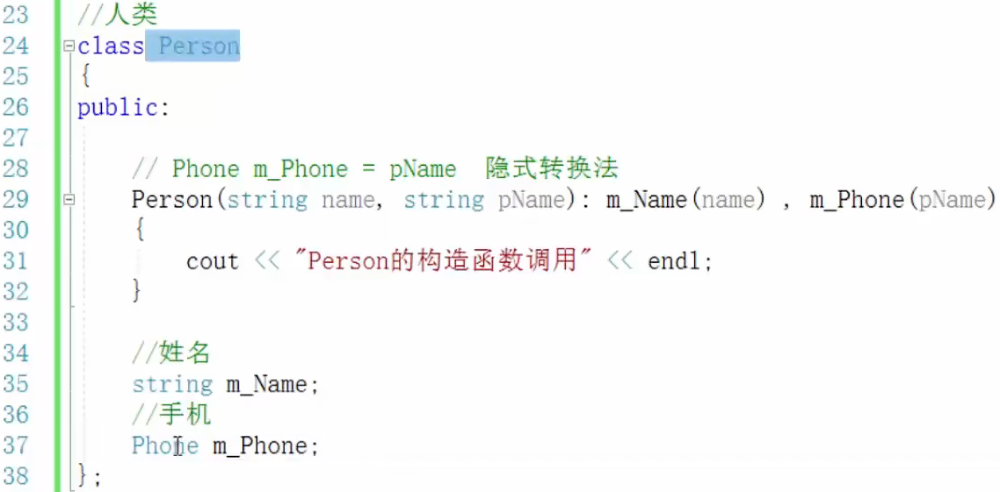 23 //人类
24 class Person
25 {
26 public:
27
28 // Phone m_Phone = pName  隐式转换法
29 Person(string name, string pName): m_Name(name) , m_Phone(pName)
30 {
31 cout << "Person的构造函数调用" << endl;
32 }
33
34 //姓名
35 string m_Name;
36 //手机
37 Phone m_Phone;
38 };